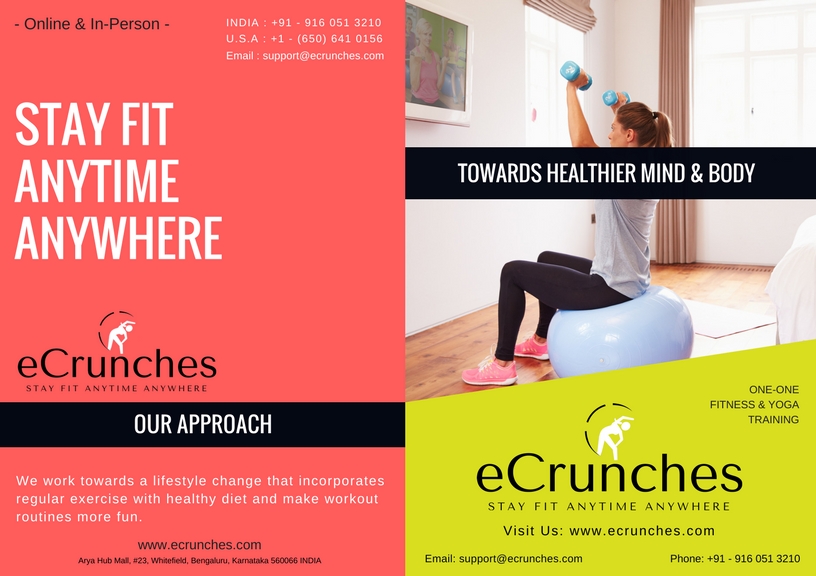 - Online & In-Person -
INDIA : +91 - 916 051 3210
U.S.A : +1 - (650) 641 0156
Email : support@ecrunches.com
STAY FIT
ANYTIME
ANYWHERE
eCrunches
STAY FIT ANYTIME ANYWHERE
OUR APPROACH
We work towards a lifestyle change that incorporates
regular exercise with healthy diet and make workout
routines more fun.
www.ecrunches.com
Arya Hub Mall, #23, Whitefield, Bengaluru, Karnataka 560066 INDIA
TOWARDS HEALTHIER MIND & BODY
ONE-ONE
FITNESS & YOGA
TRAINING
eCrunches
STAY FIT ANYTIME ANYWHERE
Visit Us: www.ecrunches.com
Email: support@ecrunches.com
Phone: +91 - 916 051 3210